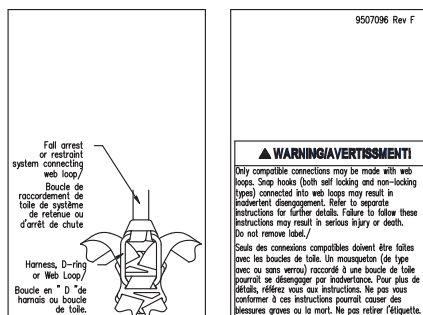 9507096 Rev F
Fall arrest
or restraint
system connecting
web loop/
Boucle de
raccordement de
toile de système
de retenue ou
d'arrêt de chute
Harness, D-ring
or Web Loop/
Boucle en " D "de
harnais ou boucle
de toile.
WARNING/AVERTISSMENT!
Only compatible connections may be made with web
loops. Snap hooks (both self locking and non-locking
types) connected into web loops may result in
inadvertent disengagement. Refer to separate
instructions for further details. Failure to follow these
instructions may result in serious injury or death.
Do not remove label./
Seuls des connexions compatibles doivent être faites
avec les boucles de toile. Un mousqueton (de type
avec ou sans verrou) raccordé à une boucle de toile
pourrait se désengager par inadvertance. Pour plus de
détails, référez vous aux instructions. Ne pas vous
conformer à ces instructions pourrait causer des
blessures graves ou la mort. Ne pas retirer l'étiquette.